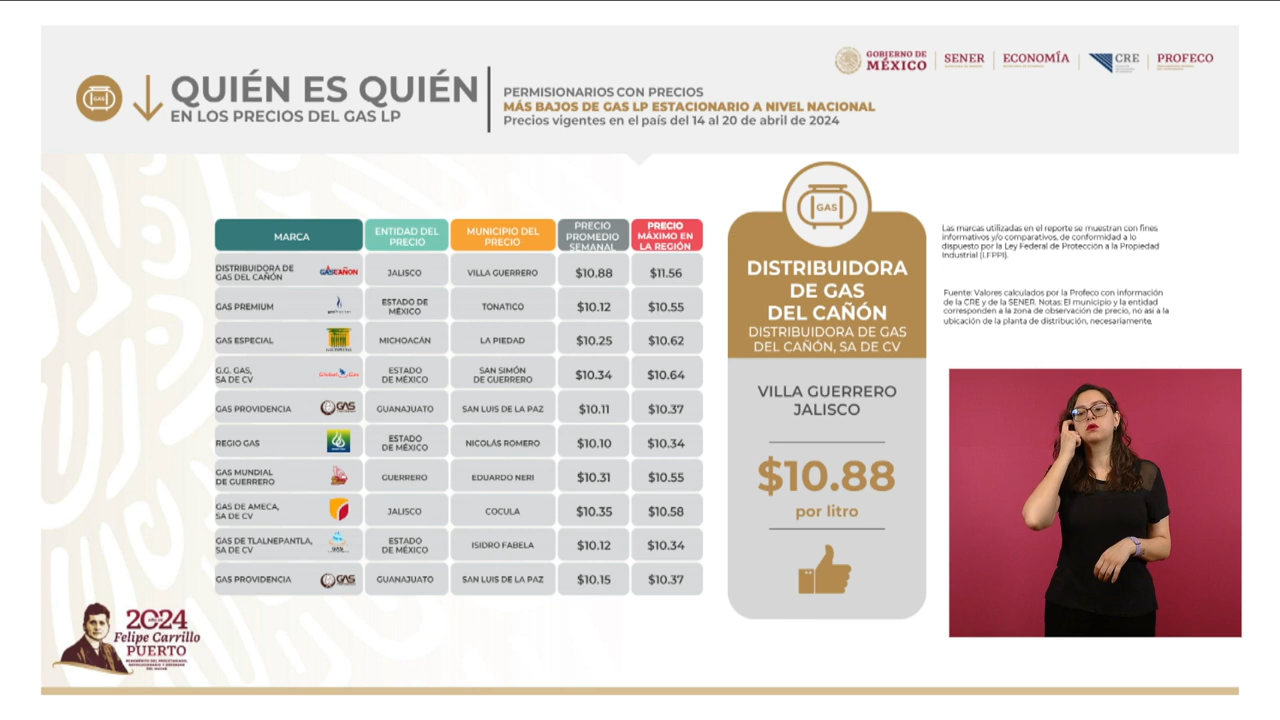 GAS
QUIÉN ES QUIÉN
EN LOS PRECIOS DEL GAS LP
PERMISIONARIOS CON PRECIOS
MÁS BAJOS DE GAS LP ESTACIONARIO A NIVEL NACIONAL
Precios vigentes en el país del 14 al 20 de abril de 2024
GOBIERNO DE
MÉXICO
SENER
ECONOMÍA
CRE
PROFECO
MARCA
ENTIDAD DEL
PRECIO
MUNICIPIO DEL
PRECIO
PRECIO
PROMEDIO
SEMANAL
PRECIO
MÁXIMO EN
LA REGIÓN
DISTRIBUIDORA DE
GAS DEL CAÑÓN
JALISCO
VILLA GUERRERO
$10.88
$11.56
GAS PREMIUM
ESTADO DE
MÉXICO
TONATICO
$10.12
$10.55
GAS ESPECIAL
MICHOACÁN
LA PIEDAD
$10.25
$10.62
G.G. GAS,
SA DE CV
Global Gas
ESTADO
DE MÉXICO
SAN SIMÓN
DE GUERRERO
$10.34
$10.64
GAS PROVIDENCIA
GAS
GUANAJUATO
SAN LUIS DE LA PAZ
$10.11
$10.37
REGIO GAS
ESTADO
DE MÉXICO
NICOLÁS ROMERO
$10.10
$10.34
GAS MUNDIAL
DE GUERRERO
GUERRERO
EDUARDO NERI
$10.31
$10.55
GAS DE AMECA,
SA DE CV
JALISCO
COCULA
$10.35
$10.58
GAS DE TLALNEPANTLA,
SA DE CV
ESTADO
DE MÉXICO
ISIDRO FABELA
$10.12
$10.34
GAS PROVIDENCIA
GAS
GUANAJUATO
SAN LUIS DE LA PAZ
$10.15
$10.37
GAS
DISTRIBUIDORA
DE GAS
DEL CAÑÓN
DISTRIBUIDORA DE GAS
DEL CAÑÓN, SA DE CV
VILLA GUERRERO
JALISCO
$10.88
por litro
Las marcas utilizadas en el reporte se muestran con fines
informativos y/o comparativos, de conformidad a lo
dispuesto por la Ley Federal de Protección a la Propiedad
Industrial (LFPPI).
Fuente: Valores calculados por la Profeco con información
de la CRE y de la SENER. Notas: El municipio y la entidad
corresponden a la zona de observación de precio, no así a la
ubicación de la planta de distribución, necesariamente.
2024
Felipe Carrillo
PUERTO